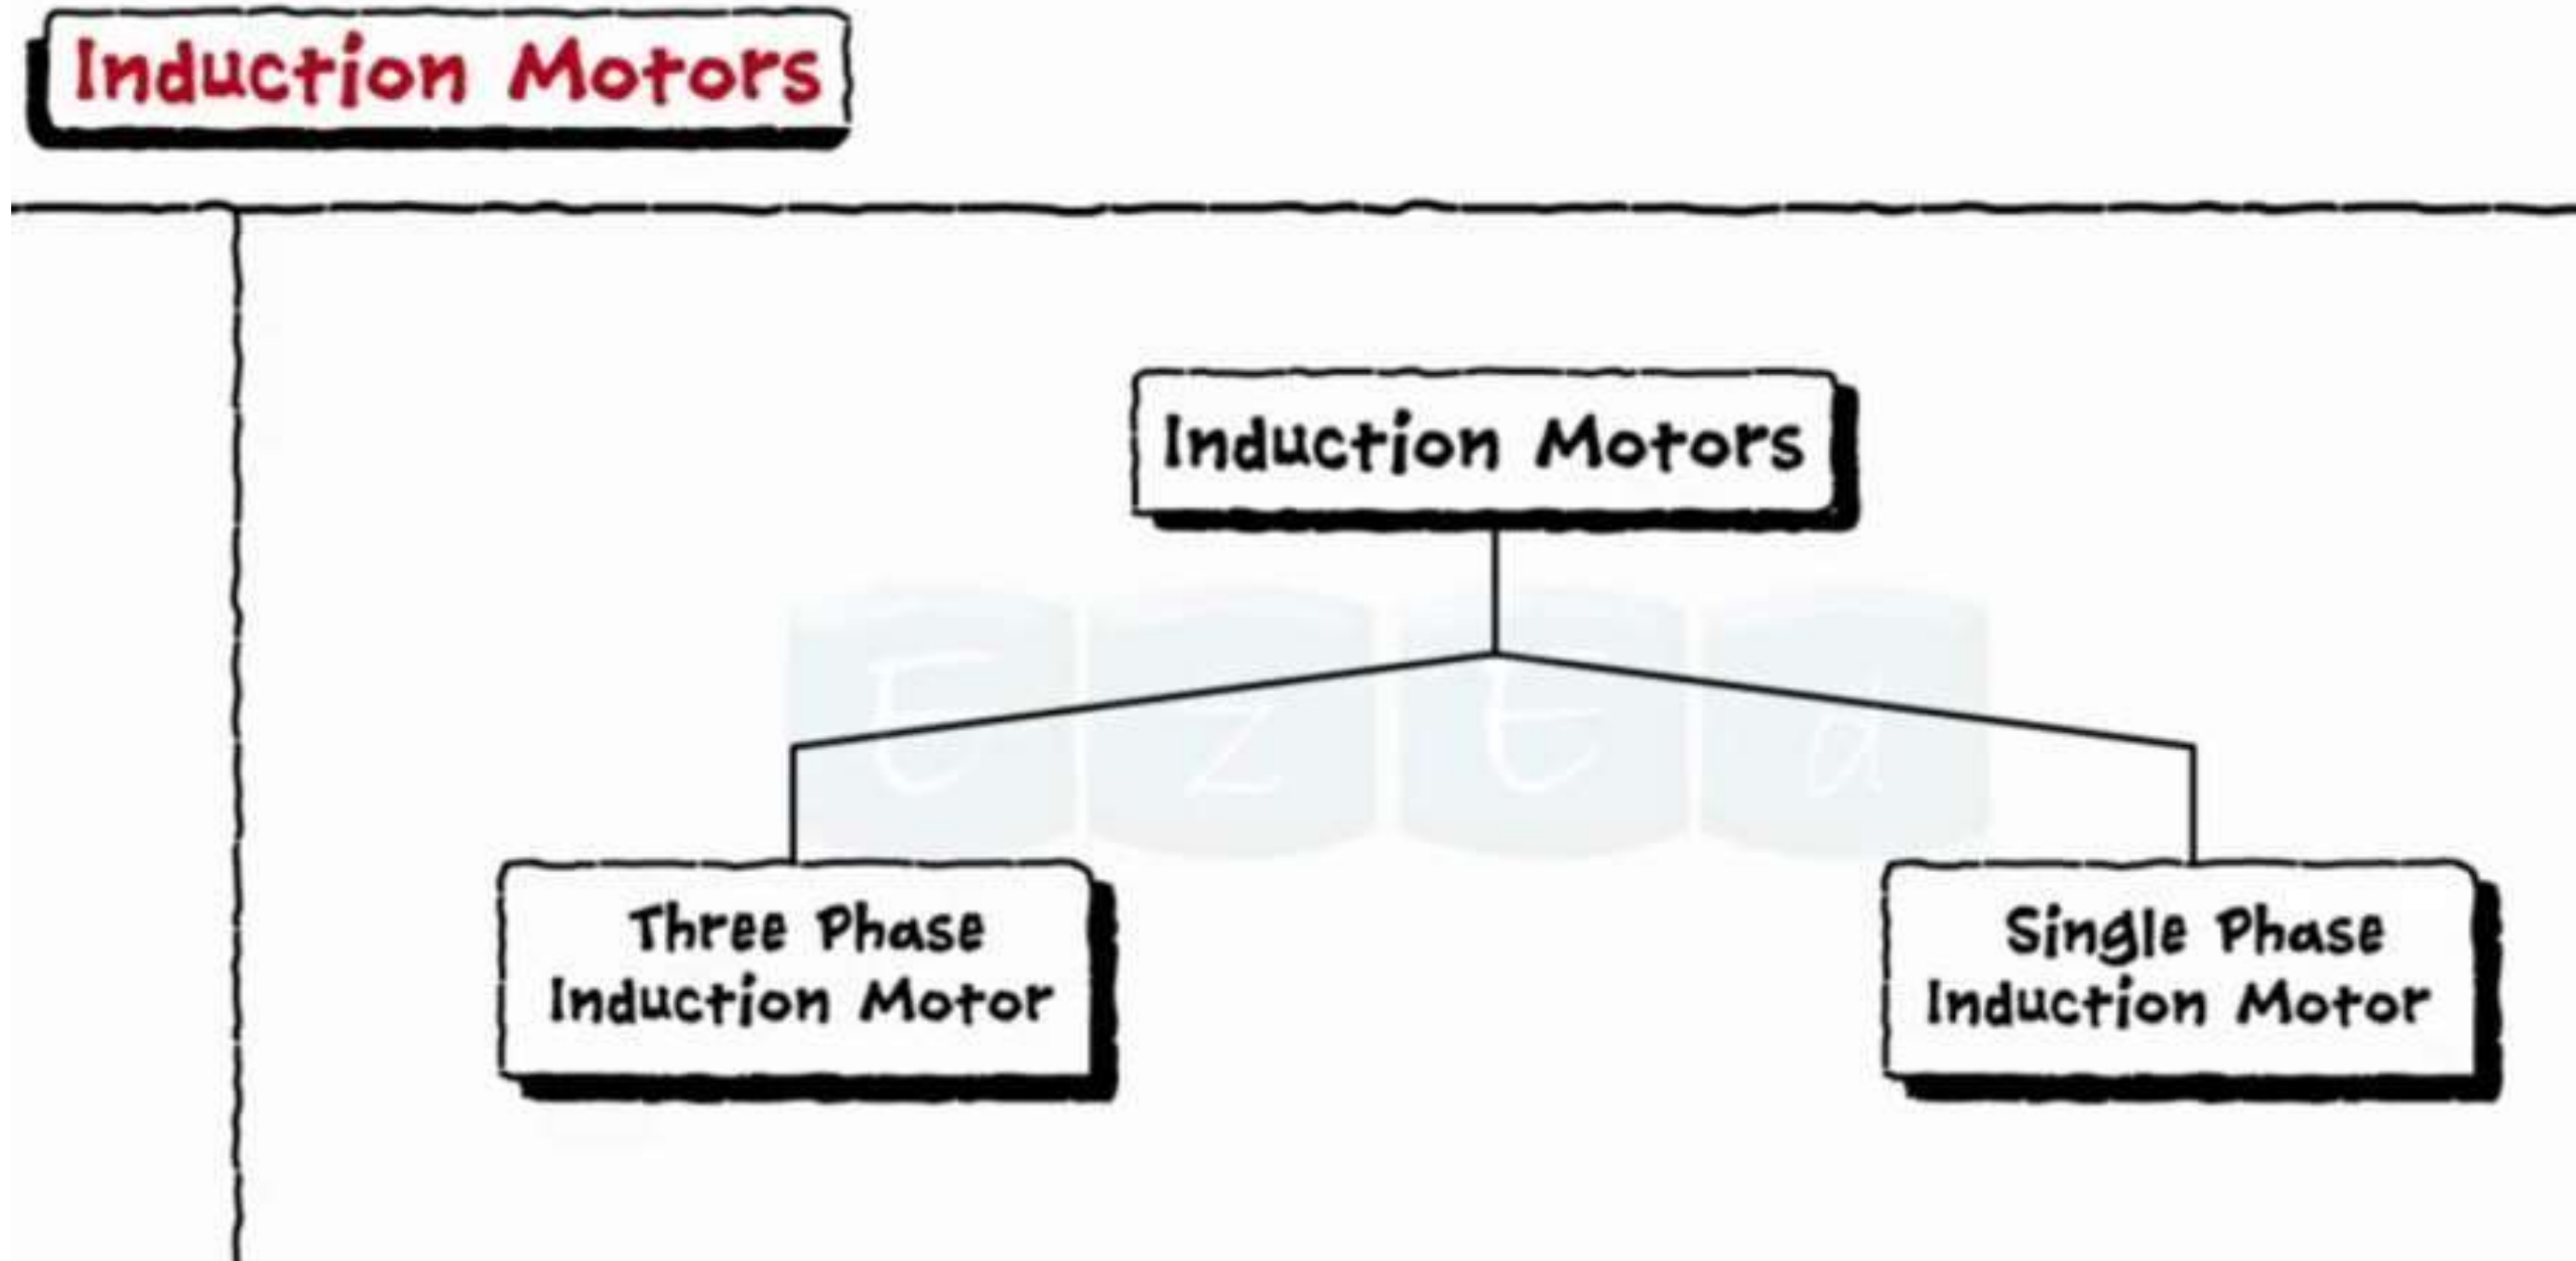 Induction Motors
Induction Motors
E z t d
Three Phase
Induction Motor
Single Phase
Induction Motor